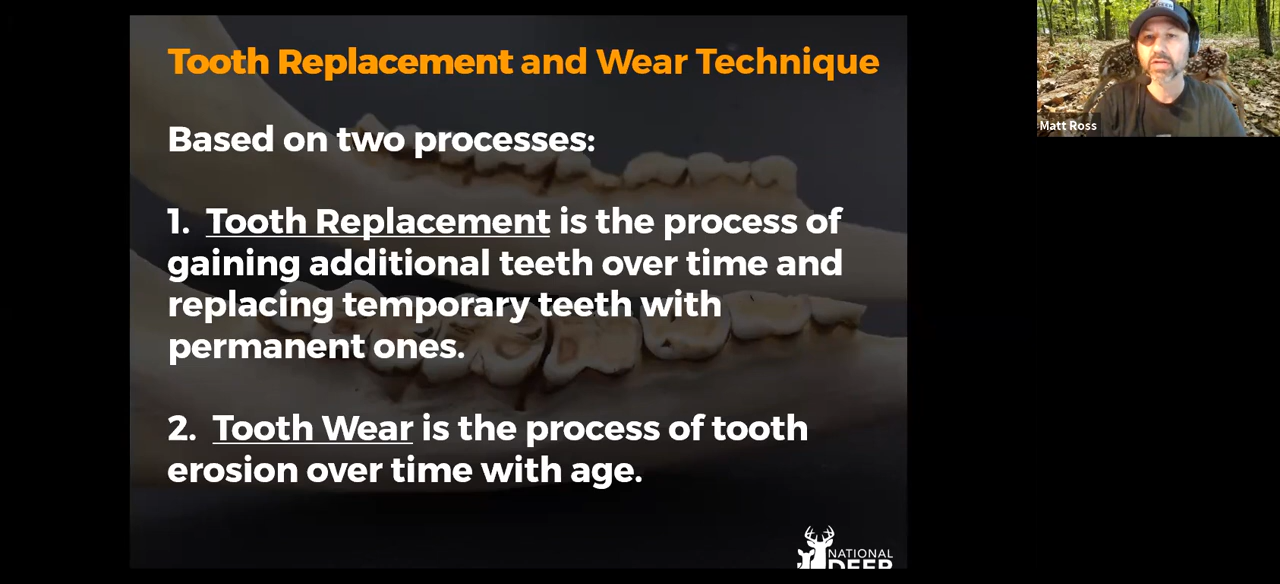 Tooth Replacement and Wear Technique
Based on two processes:
1. Tooth Replacement is the process of
gaining additional teeth over time and
replacing temporary teeth with
permanent ones.
2. Tooth Wear is the process of tooth
erosion over time with age.
NATIONAL
DEER
DEER
Matt Ross